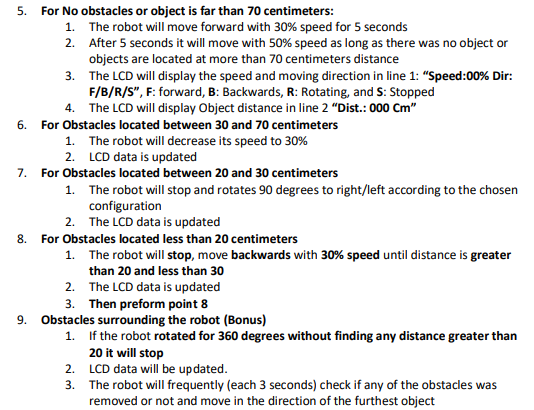 5. For No obstacles or object is far than 70 centimeters:
1. The robot will move forward with 30% speed for 5 seconds
2. After 5 seconds it will move with 50% speed as long as there was no object or
objects are located at more than 70 centimeters distance
3. The LCD will display the speed and moving direction in line 1: “Speed:00% Dir:
F/B/R/S”, F: forward, B: Backwards, R: Rotating, and S: Stopped
4. The LCD will display Object distance in line 2 “Dist.: 000 Cm”
6. For Obstacles located between 30 and 70 centimeters
1. The robot will decrease its speed to 30%
2. LCD data is updated
7. For Obstacles located between 20 and 30 centimeters
1. The robot will stop and rotates 90 degrees to right/left according to the chosen
configuration
2. The LCD data is updated
8. For Obstacles located less than 20 centimeters
1. The robot will stop, move backwards with 30% speed until distance is greater
than 20 and less than 30
2. The LCD data is updated
3. Then preform point 8
9. Obstacles surrounding the robot (Bonus)
1. If the robot rotated for 360 degrees without finding any distance greater than
20 it will stop
2. LCD data will be updated.
3. The robot will frequently (each 3 seconds) check if any of the obstacles was
removed or not and move in the direction of the furthest object